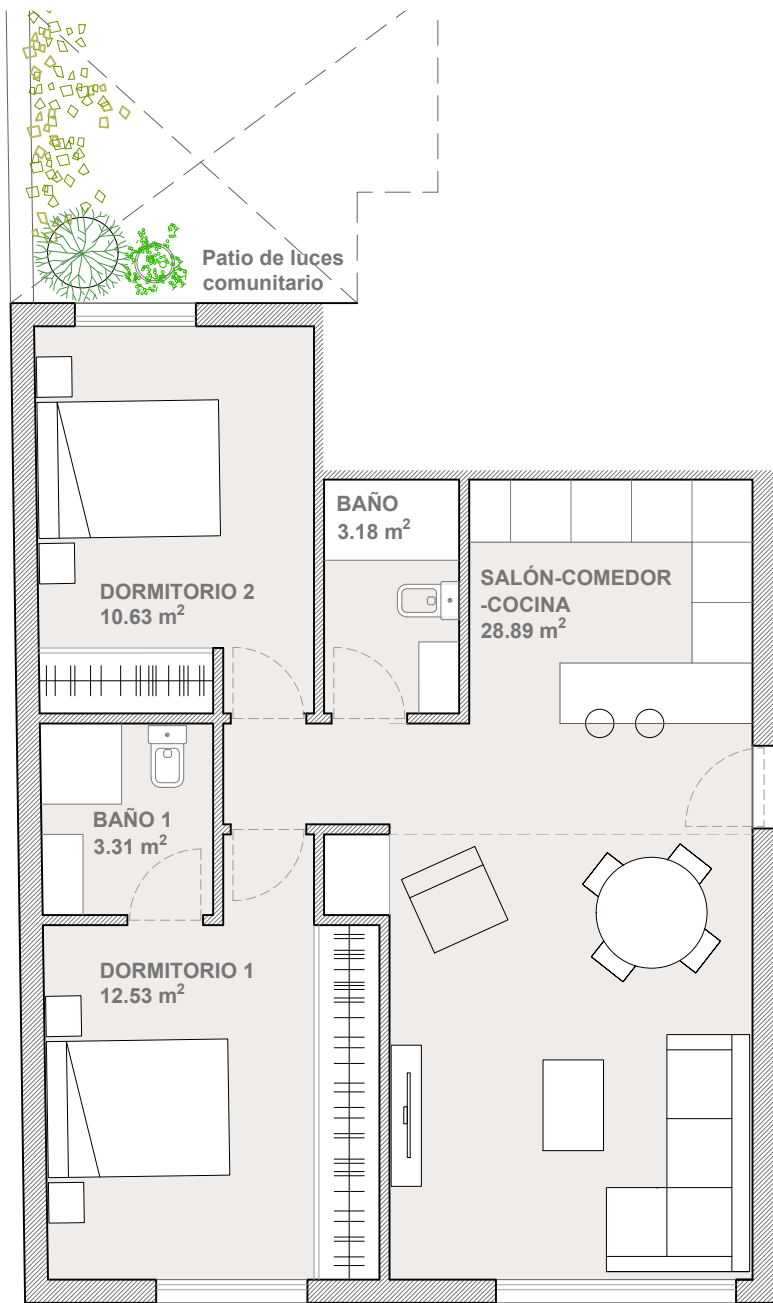 Patio de luces
comunitario
BAÑO
3.18 m²
SALÓN-COMEDOR
-COCINA
28.89 m²
DORMITORIO 2
10.63 m²
BAÑO 1
3.31 m²
DORMITORIO 1
12.53 m²